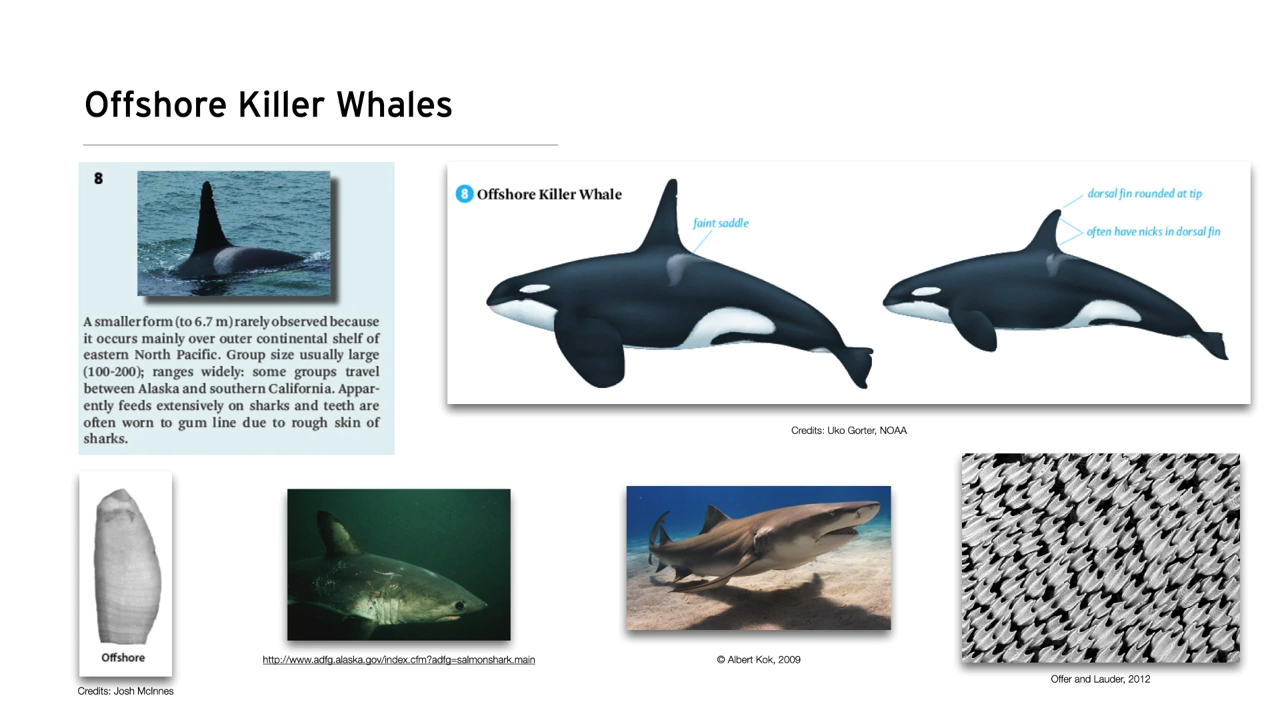 Offshore Killer Whales
8
A smaller form (to 6.7 m) rarely observed because
it occurs mainly over outer continental shelf of
eastern North Pacific. Group size usually large
(100-200); ranges widely: some groups travel
between Alaska and southern California. Appar-
ently feeds extensively on sharks and teeth are
often worn to gum line due to rough skin of
sharks.
8 Offshore Killer Whale
faint saddle
dorsal fin rounded at tip
often have nicks in dorsal fin
Credits: Uko Gorter, NOAA
Offshore
Credits: Josh McInnes
http://www.adfg.alaska.gov/index.cfm?adfg=salmonshark.main
© Albert Kok, 2009
Offer and Lauder, 2012